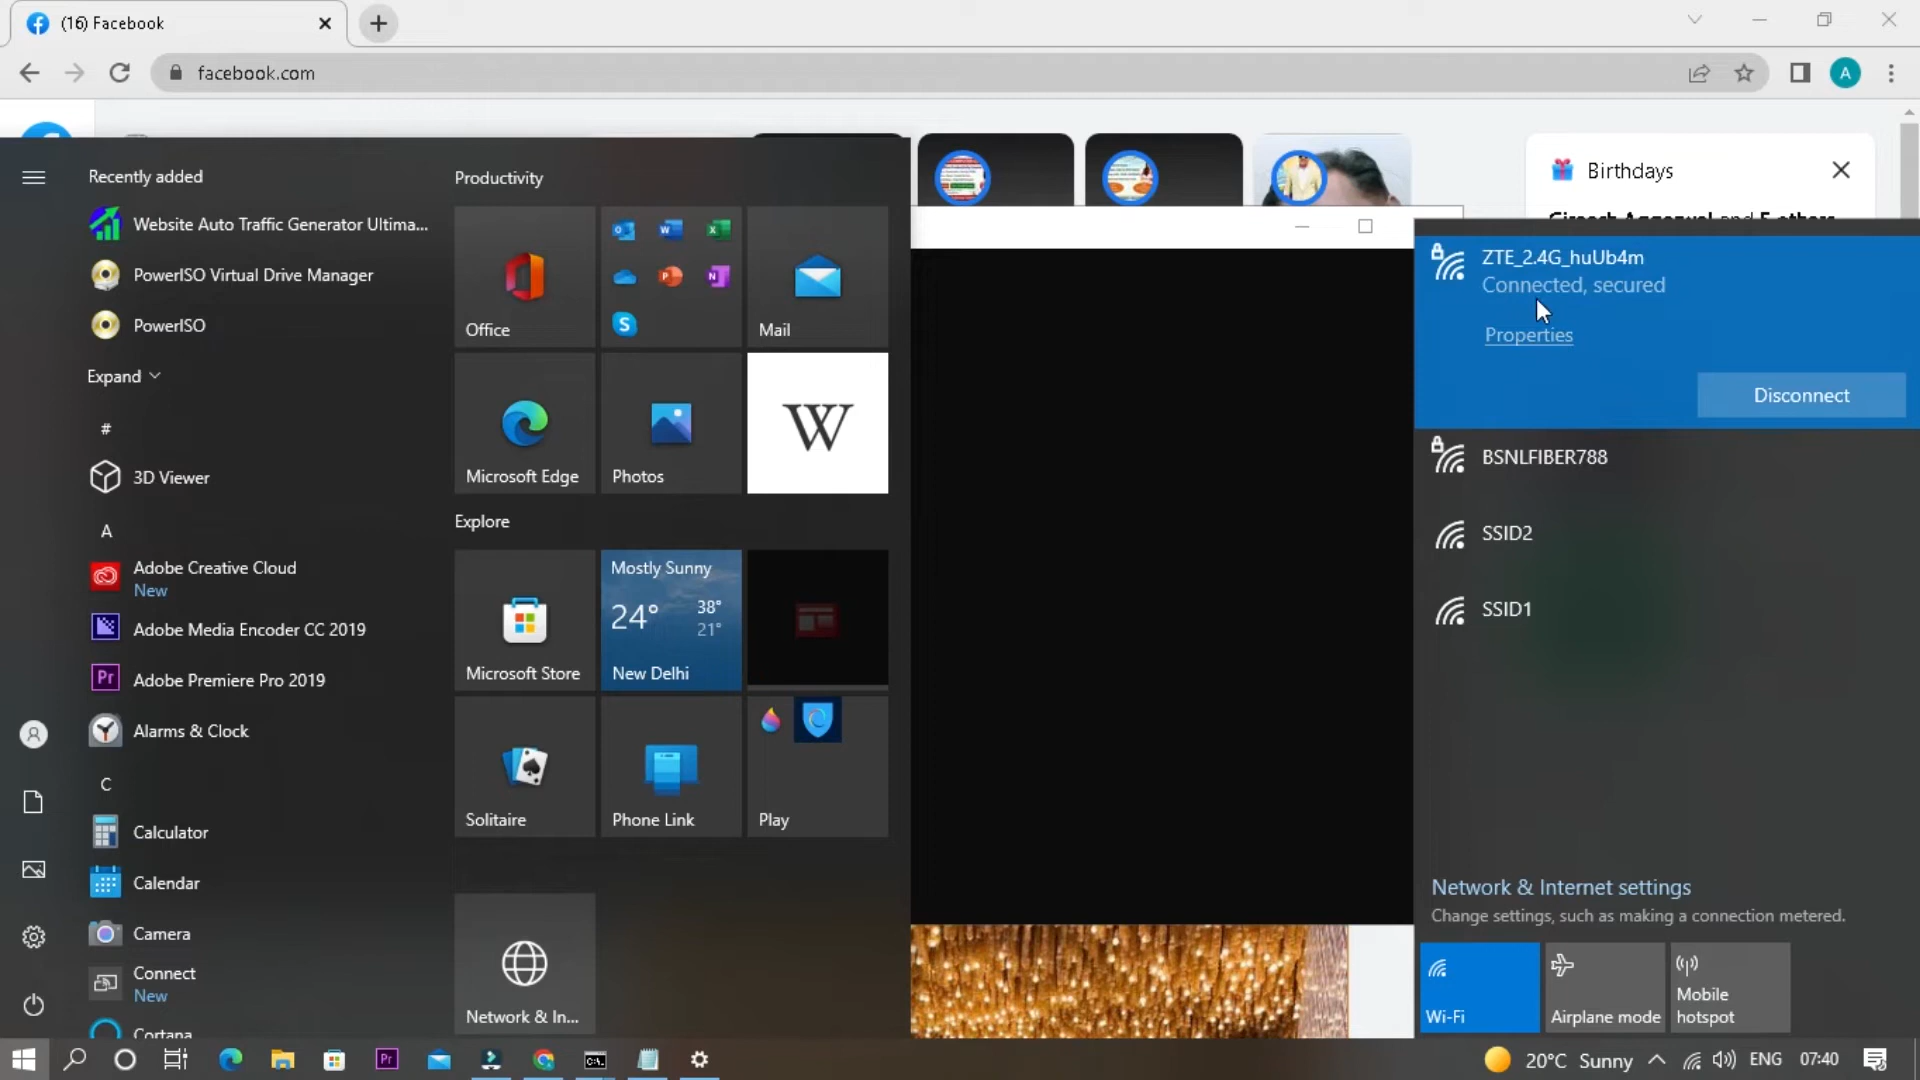 (16) Facebook
facebook.com
Birthdays
Recently added
Website Auto Traffic Generator Ultima...
PowerISO Virtual Drive Manager
PowerISO
Expand
#
3D Viewer
A
Adobe Creative Cloud
New
Adobe Media Encoder CC 2019
Adobe Premiere Pro 2019
Alarms & Clock
C
Calculator
Calendar
Camera
Connect
New
Cortana
Productivity
Office
Mail
Microsoft Edge
Photos
W
Explore
Microsoft Store
Mostly Sunny
24°
38°
21°
New Delhi
Solitaire
Phone Link
Play
Network & In...
ZTE_2.4G_huUb4m
Connected, secured
Properties
Disconnect
BSNLFIBER788
SSID2
SSID1
Network & Internet settings
Change settings, such as making a connection metered.
Wi-Fi
Airplane mode
Mobile
hotspot
20°C Sunny
ENG
07:40